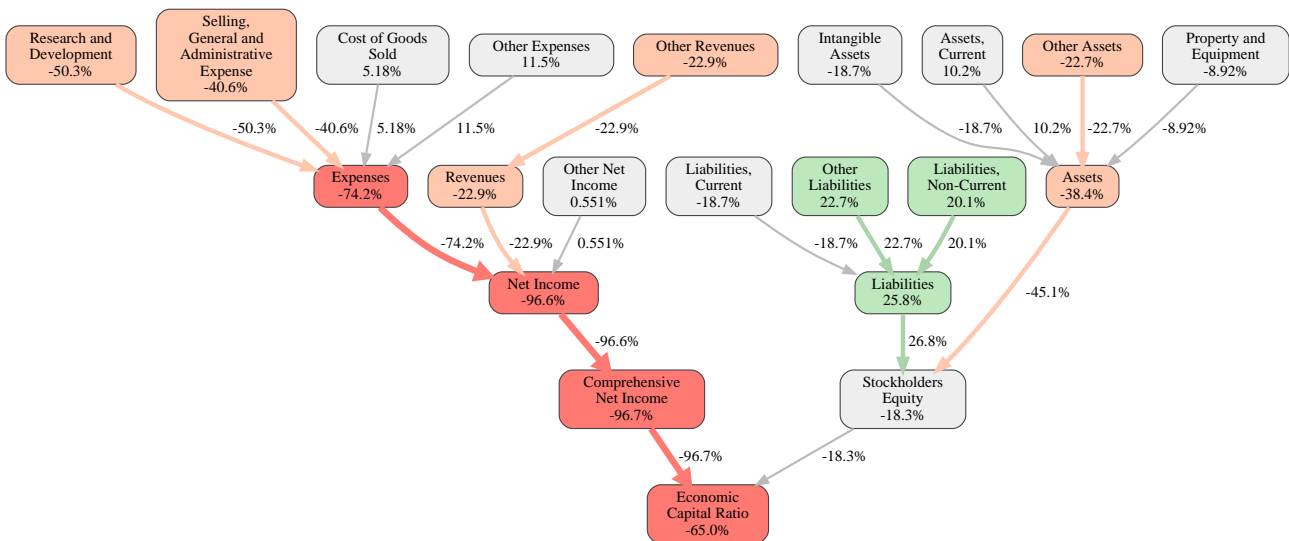 Research and
Development
-50.3%
Selling,
General and
Administrative
Expense
-40.6%
Cost of Goods
Sold
5.18%
Other Expenses
11.5%
Other Revenues
-22.9%
Intangible
Assets
-18.7%
Assets,
Current
10.2%
Other Assets
-22.7%
Property and
Equipment
-8.92%
-50.3%
-40.6%
5.18%
11.5%
-22.9%
-18.7%
10.2%
-22.7%
-8.92%
Expenses
-74.2%
Revenues
-22.9%
Other Net
Income
0.551%
Liabilities,
Current
-18.7%
Other
Liabilities
22.7%
Liabilities,
Non-Current
20.1%
Assets
-38.4%
-74.2%
-22.9%
0.551%
-18.7%
22.7%
20.1%
Net Income
-96.6%
Liabilities
25.8%
-45.1%
-96.6%
26.8%
Comprehensive
Net Income
-96.7%
Stockholders
Equity
-18.3%
-96.7%
-18.3%
Economic
Capital Ratio
-65.0%